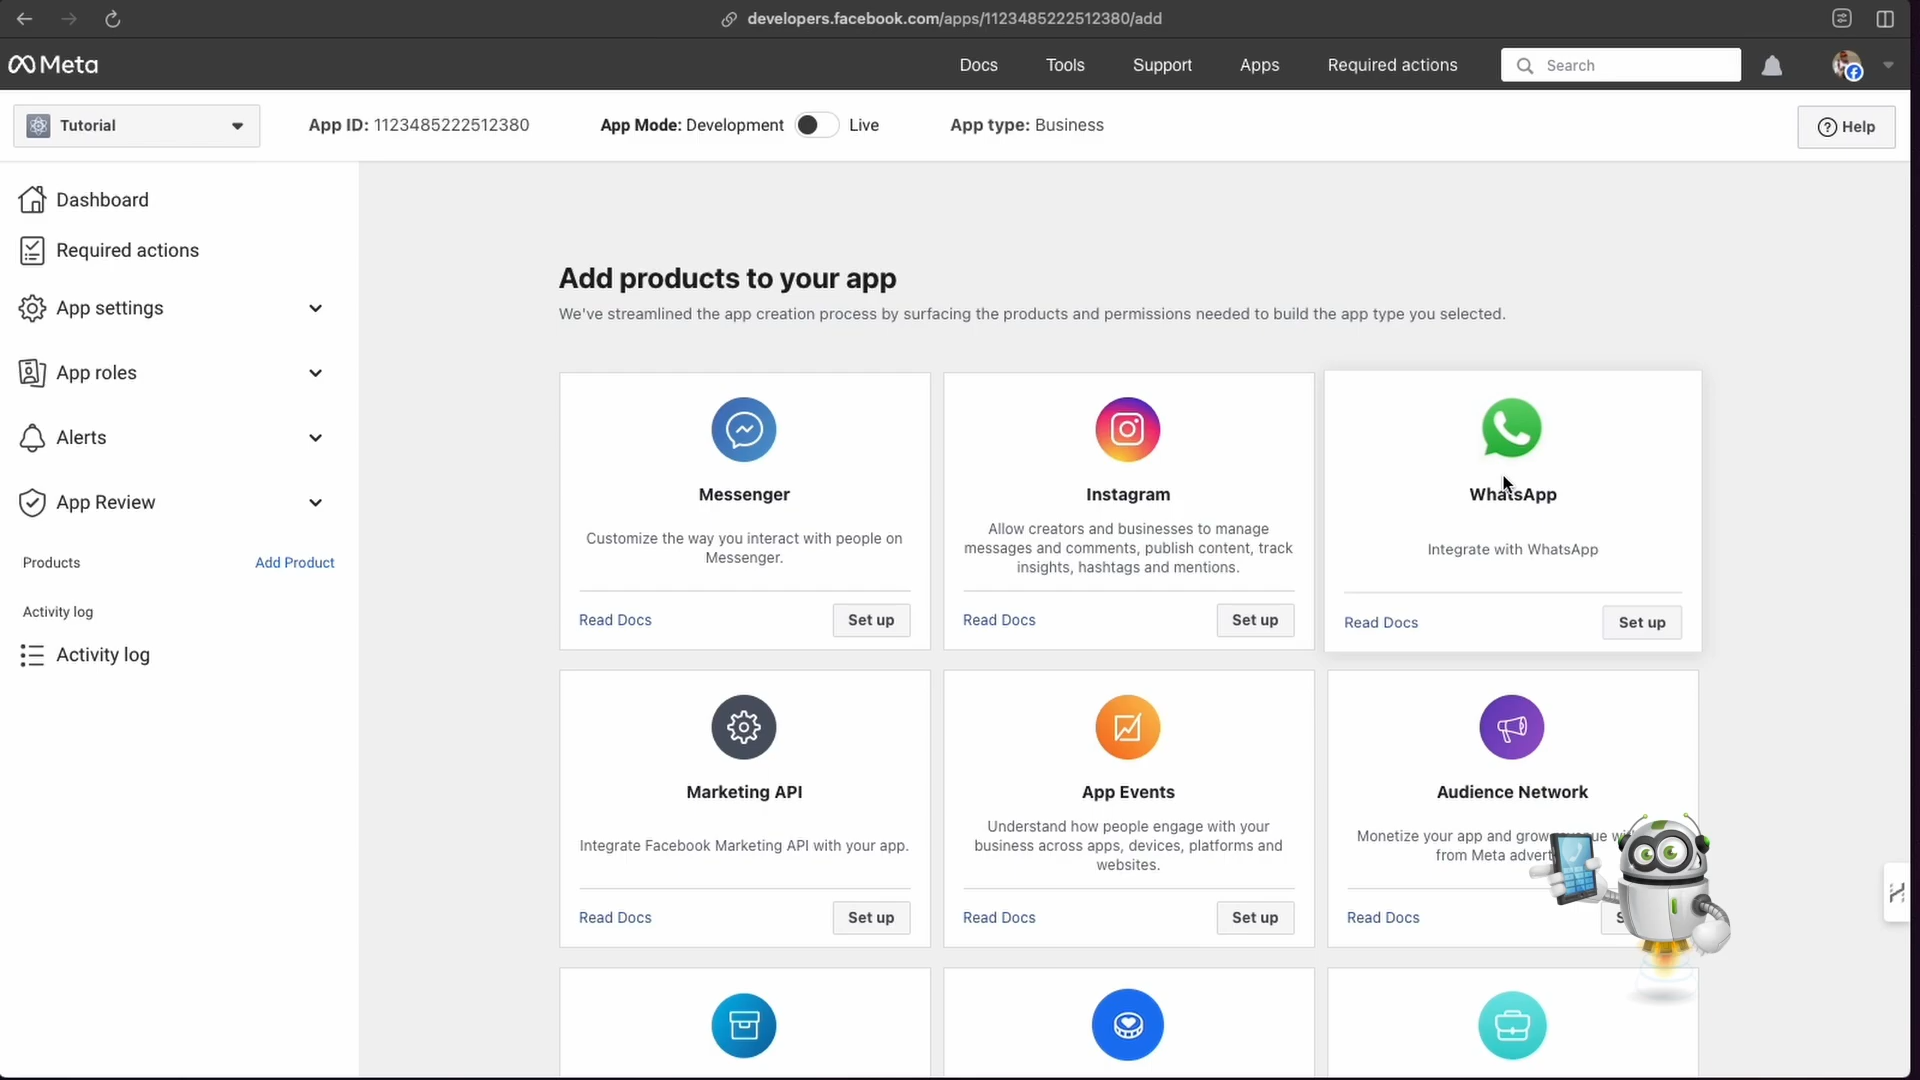 developers.facebook.com/apps/1123485222512380/add
Meta
Docs
Tools
Support
Apps
Required actions
Search
Tutorial
App ID: 1123485222512380
App Mode: Development
Live
App type: Business
Help
Dashboard
Required actions
App settings
App roles
Alerts
App Review
Products
Add Product
Activity log
Activity log
Add products to your app
We've streamlined the app creation process by surfacing the products and permissions needed to build the app type you selected.
Messenger
Customize the way you interact with people on
Messenger.
Read Docs
Set up
Instagram
Allow creators and businesses to manage
messages and comments, publish content, track
insights, hashtags and mentions.
Read Docs
Set up
WhatsApp
Integrate with WhatsApp
Read Docs
Set up
Marketing API
Integrate Facebook Marketing API with your app.
Read Docs
Set up
App Events
Understand how people engage with your
business across apps, devices, platforms and
websites.
Read Docs
Set up
Audience Network
Monetize your app and grow
from Meta
Read Docs